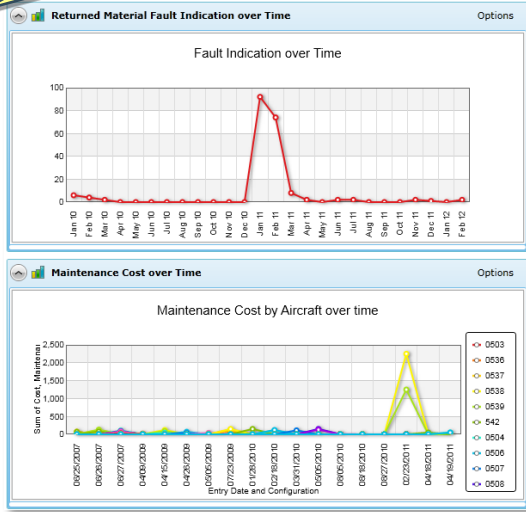 Returned Material Fault Indication over Time Options
Fault Indication over Time
100
80
60
40
20
0
Jan 10 Feb 10 Mar 10 Apr 10 May 10 Jun 10 Jul 10 Aug 10 Sep 10 Oct 10 Nov 10 Dec 10 Jan 11 Feb 11 Mar 11 Apr 11 May 11 Jun 11 Jul 11 Aug 11 Sep 11 Oct 11 Nov 11 Dec 11 Jan 12 Feb 12
Maintenance Cost over Time Options
Maintenance Cost by Aircraft over time
Sum of Cost, Maintenar
2,500
2,000
1,500
1,000
500
0
06/25/2007 06/26/2007 06/27/2007 04/09/2009 04/15/2009 04/26/2009 05/05/2009 07/23/2009 01/28/2010 02/18/2010 03/31/2010 05/05/2010 08/05/2010 08/18/2010 08/27/2010 02/23/2011 04/18/2011 04/19/2011
Entry Date and Configuration
0503
0536
0537
0538
0539
542
0504
0506
0507
0508